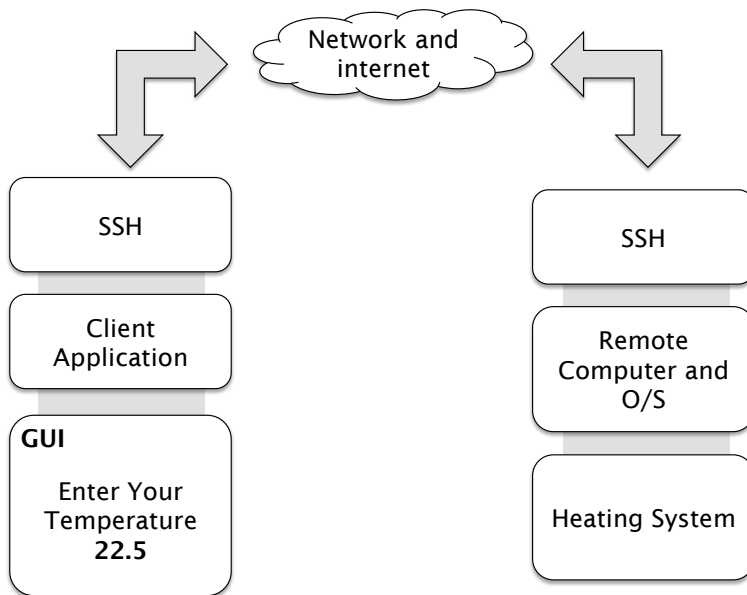 Network and
internet
SSH
Client
Application
GUI
Enter Your
Temperature
22.5
SSH
Remote
Computer and
O/S
Heating System